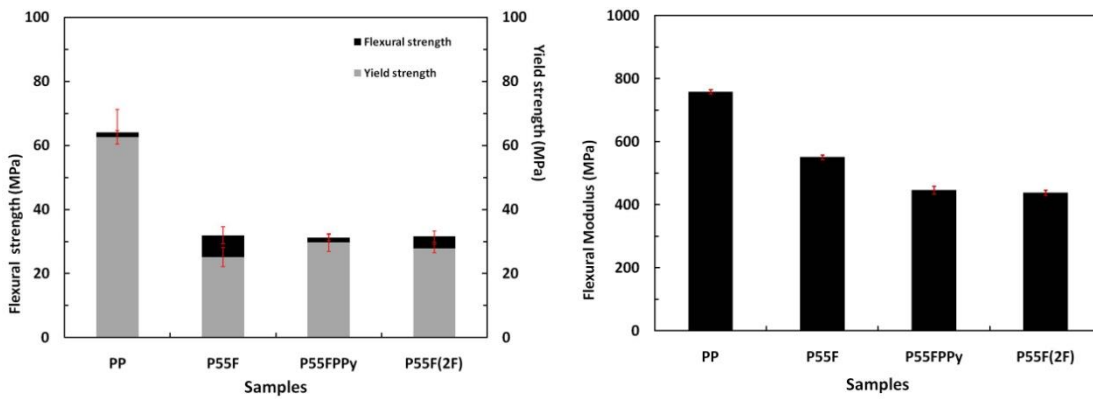 100
80
60
40
20
0
Flexural strength (MPa)
100
80
60
40
20
0
Yield strength (MPa)
Flexural strength
Yield strength
PP P55F P55FPPy P55F(2F)
Samples
1000
800
600
400
200
0
Flexural Modulus (MPa)
PP P55F P55FPPy P55F(2F)
Samples